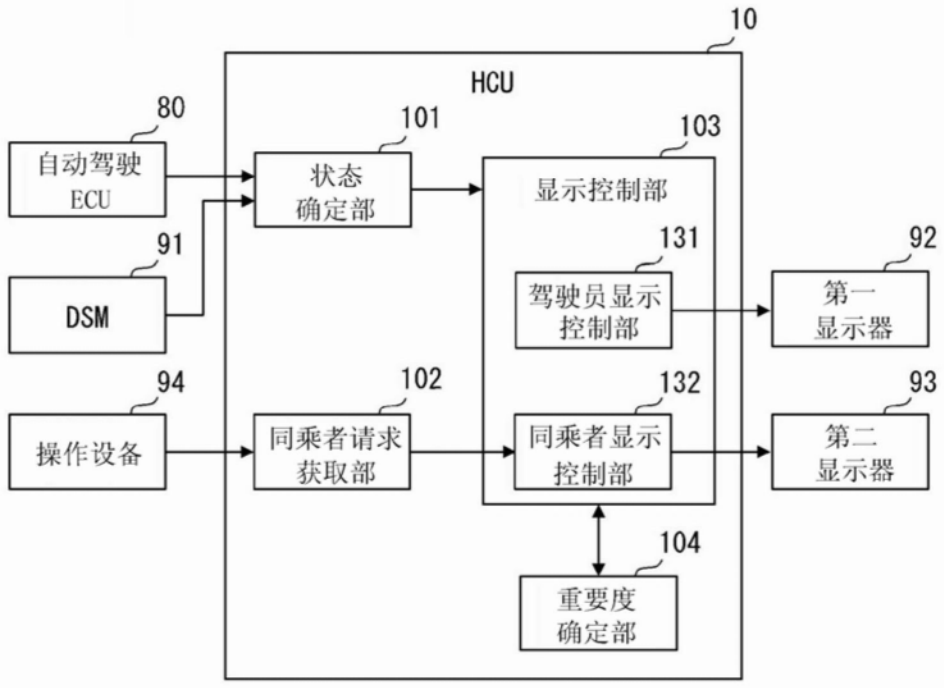 10
HCU
80
自动驾驶
ECU
101
状态
确定部
103
显示控制部
91
DSM
131
驾驶员显示
控制部
92
第一
显示器
94
操作设备
102
同乘者请求
获取部
132
同乘者显示
控制部
93
第二
显示器
104
重要度
确定部